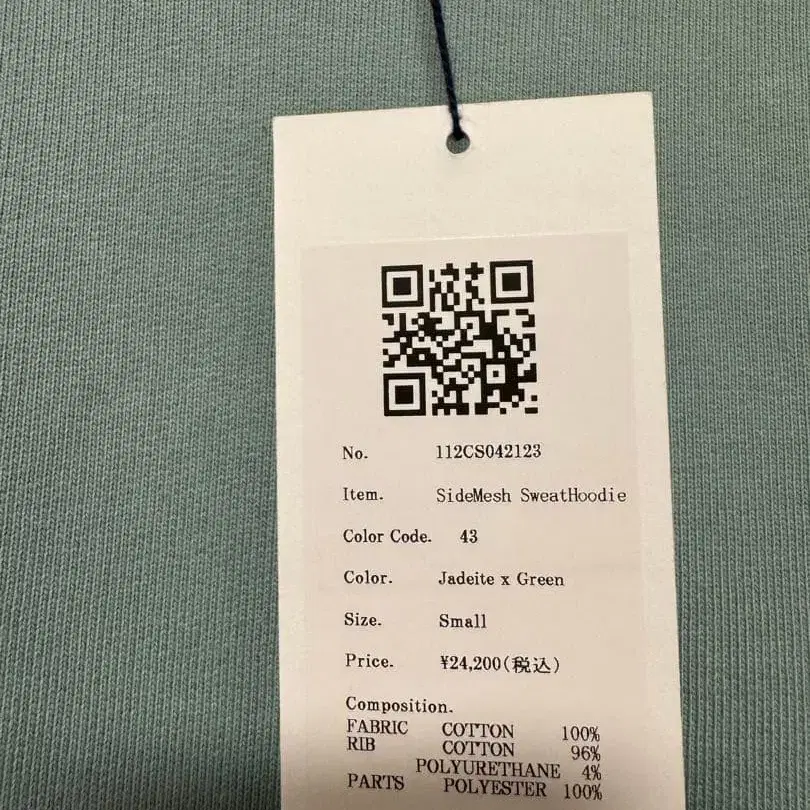 No. 112CS042123
Item. SideMesh SweatHoodie
Color Code. 43
Color. Jadeite x Green
Size. Small
Price. ¥24,200(税込)
Composition.
FABRIC COTTON 100%
RIB COTTON 96%
POLYURETHANE 4%
PARTS POLYESTER 100%